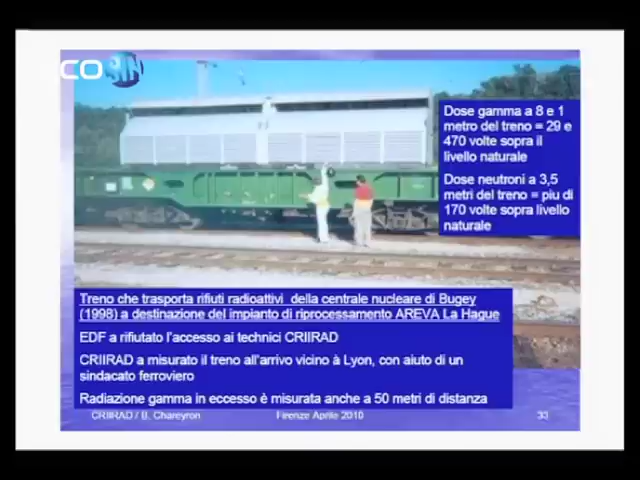 COSIN
Dose gamma a 8 e 1
metro del treno = 29 e
470 volte sopra il
livello naturale
Dose neutroni a 3,5
metri del treno = piu di
170 volte sopra livello
naturale
Treno che trasporta rifiuti radioattivi della centrale nucleare di Bugey
(1998) a destinazione del impianto di riprocessamento AREVA La Hague
EDF a rifiutato l'accesso ai technici CRIIRAD
CRIIRAD a misurato il treno all'arrivo vicino à Lyon, con aiuto di un
sindacato ferroviero
Radiazione gamma in eccesso è misurata anche a 50 metri di distanza
CRIIRAD / B. Chareyron Firenze Aprile 2010 33